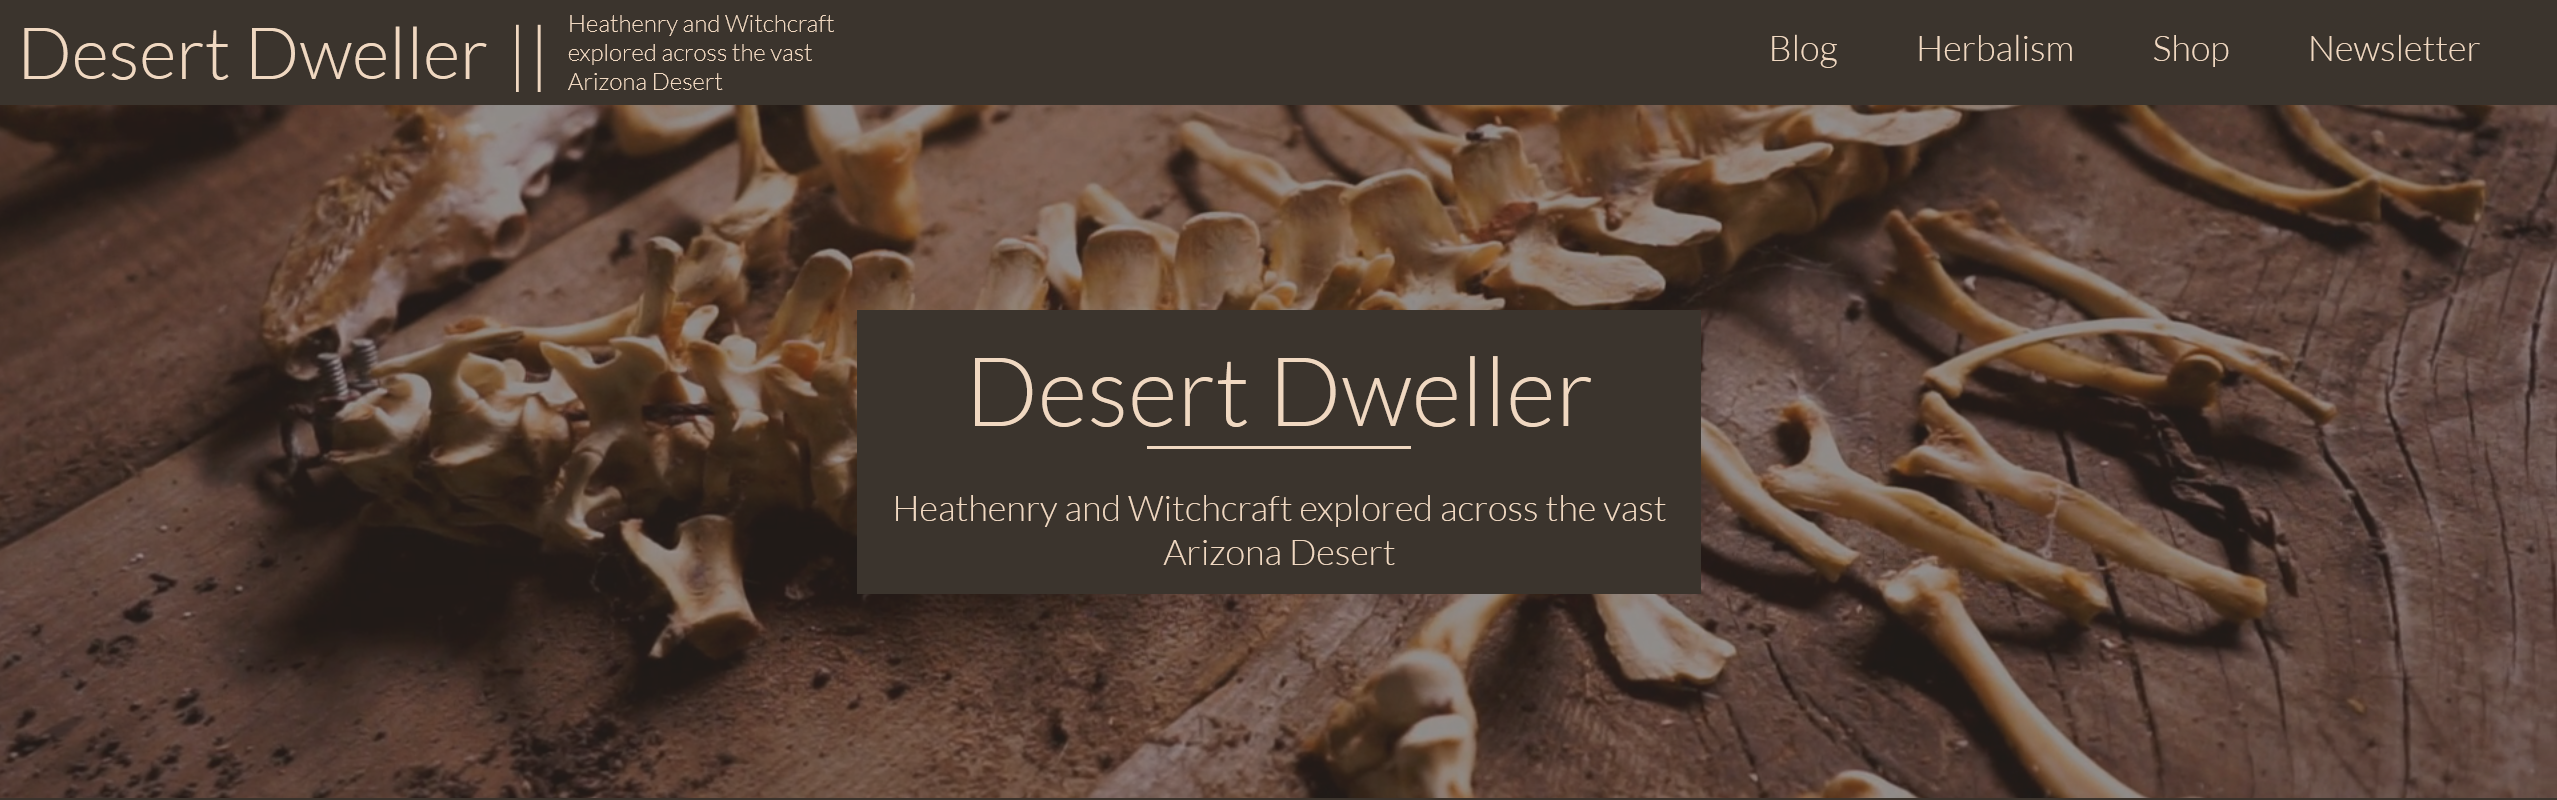 Desert Dweller ||
Heathenry and Witchcraft
explored across the vast
Arizona Desert
Blog Herbalism Shop Newsletter
Desert Dweller
Heathenry and Witchcraft explored across the vast
Arizona Desert